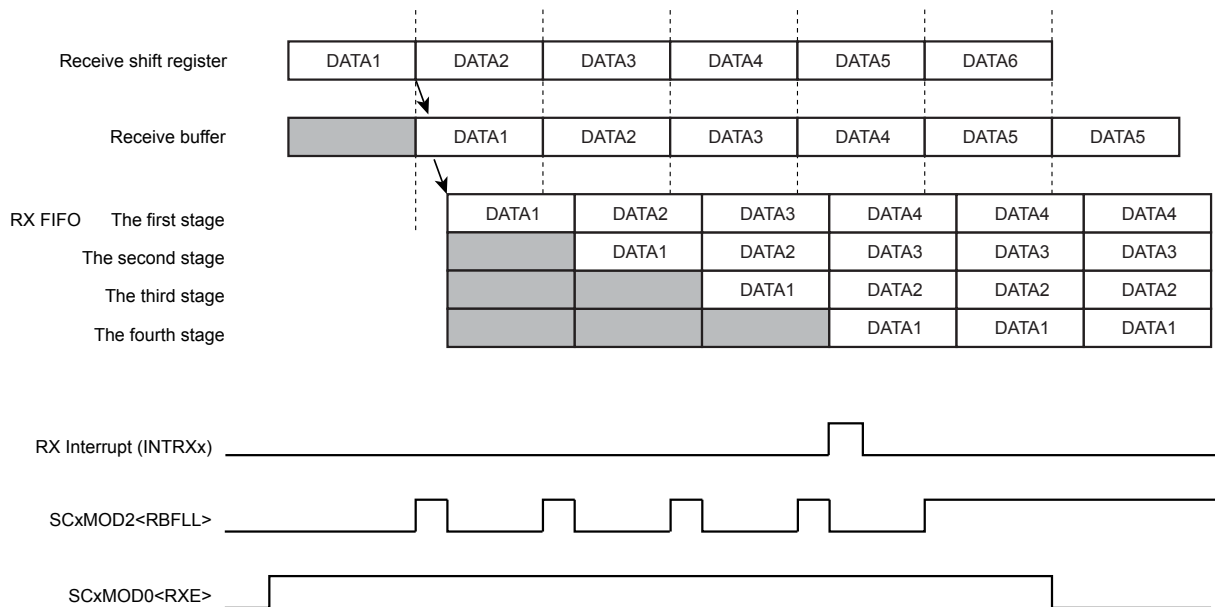 Receive shift register DATA1 DATA2 DATA3 DATA4 DATA5 DATA6
Receive buffer DATA1 DATA2 DATA3 DATA4 DATA5 DATA5
RX FIFO The first stage DATA1 DATA2 DATA3 DATA4 DATA4 DATA4
The second stage DATA1 DATA2 DATA3 DATA3 DATA3
The third stage DATA1 DATA2 DATA2 DATA2
The fourth stage DATA1 DATA1 DATA1
RX Interrupt (INTRXx)
SCxMOD2<RBFLL>
SCxMOD0<RXE>